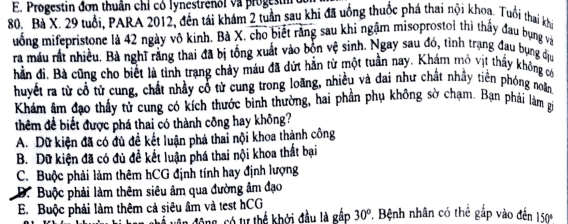 E. Progestin đơn thuần chỉ có lynestrenol và
80. Bà X. 29 tuổi, PARA 2012, đến tái khám 2 tuần sau khi đã uống thuốc phá thai nội khoa. Tuổi thai khi
uống mifepristone là 42 ngày vô kinh. Bà X. cho biết rằng sau khi ngậm misoprostol thì thấy đau bụng và
ra máu rất nhiều. Bà nghĩ rằng thai đã bị tống xuất vào bồn vệ sinh. Ngay sau đó, tình trạng đau bụng dịu
hẳn đi. Bà cũng cho biết là tình trạng chảy máu đã dứt hẳn từ một tuần nay. Khám mỏ vịt thấy không có
huyết ra từ cổ tử cung, chất nhầy cổ tử cung trong loãng, nhiều và dai như chất nhầy tiền phóng noãn.
Khám âm đạo thấy tử cung có kích thước bình thường, hai phần phụ không sờ chạm. Bạn phải làm gì
thêm để biết được phá thai có thành công hay không?
A. Dữ kiện đã có đủ để kết luận phá thai nội khoa thành công
B. Dữ kiện đã có đủ để kết luận phá thai nội khoa thất bại
C. Buộc phải làm thêm hCG định tính hay định lượng
D. Buộc phải làm thêm siêu âm qua đường âm đạo
E. Buộc phải làm thêm cả siêu âm và test hCG
có tư thế khởi đầu là gấp 30°. Bệnh nhân có thể gấp vào đến 150°